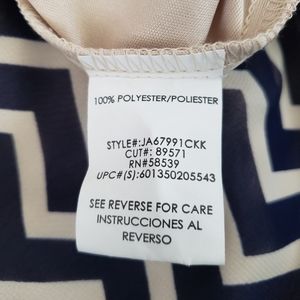 100% POLYESTER/POLIESTER
STYLE#:JA67991CKK
CUT#: 89571
RN#58539
UPC#(S):601350205543
SEE REVERSE FOR CARE
INSTRUCCIONES AL
REVERSO